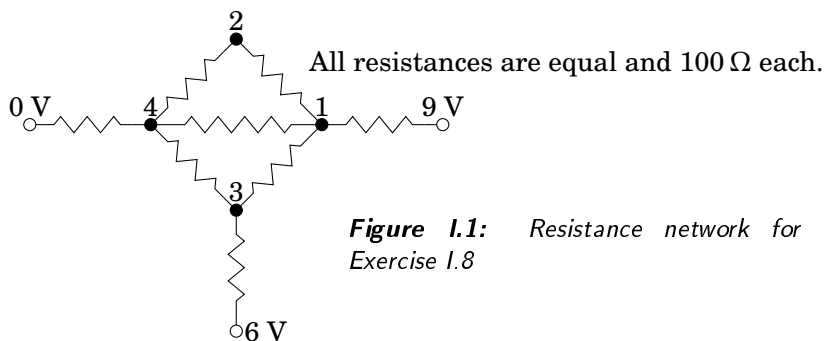 2
All resistances are equal and 100 Ω each.
0 V
4
1
9 V
3
Figure I.1: Resistance network for
Exercise I.8
6 V